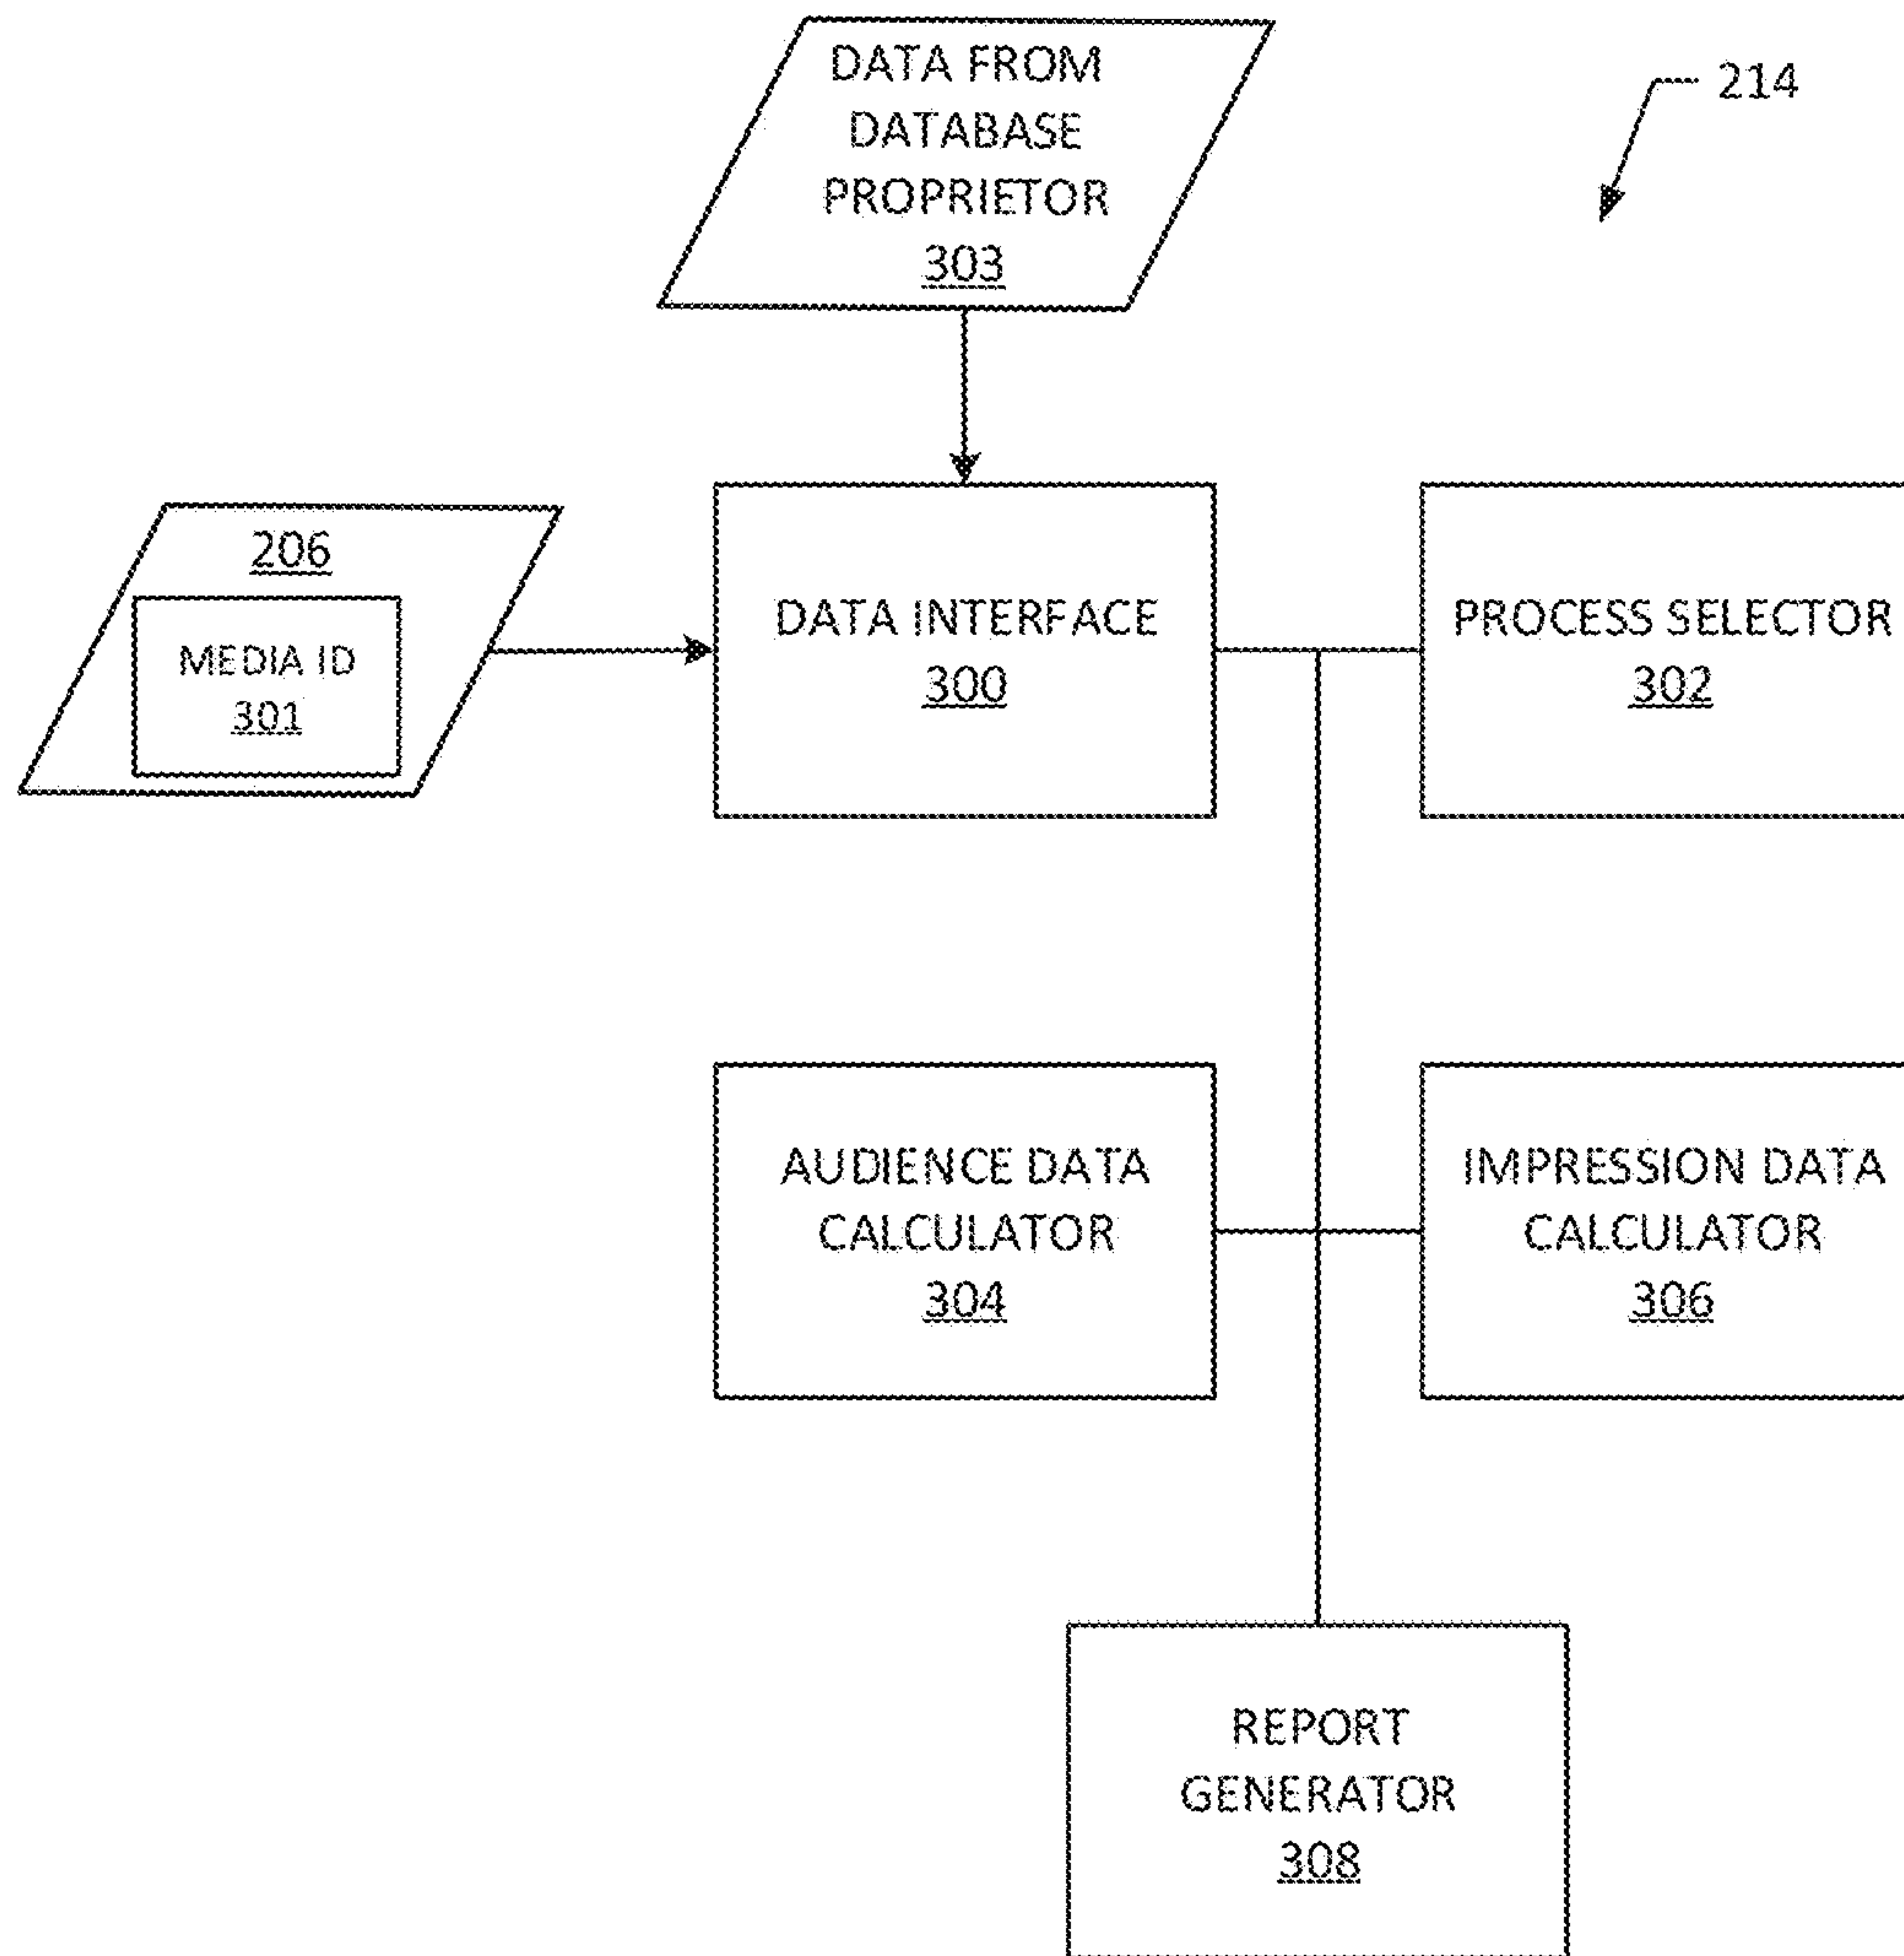 DATA FROM
DATABASE
PROPRIETOR
303
214
206
MEDIA ID
301
DATA INTERFACE
300
PROCESS SELECTOR
302
AUDIENCE DATA
CALCULATOR
304
IMPRESSION DATA
CALCULATOR
306
REPORT
GENERATOR
308